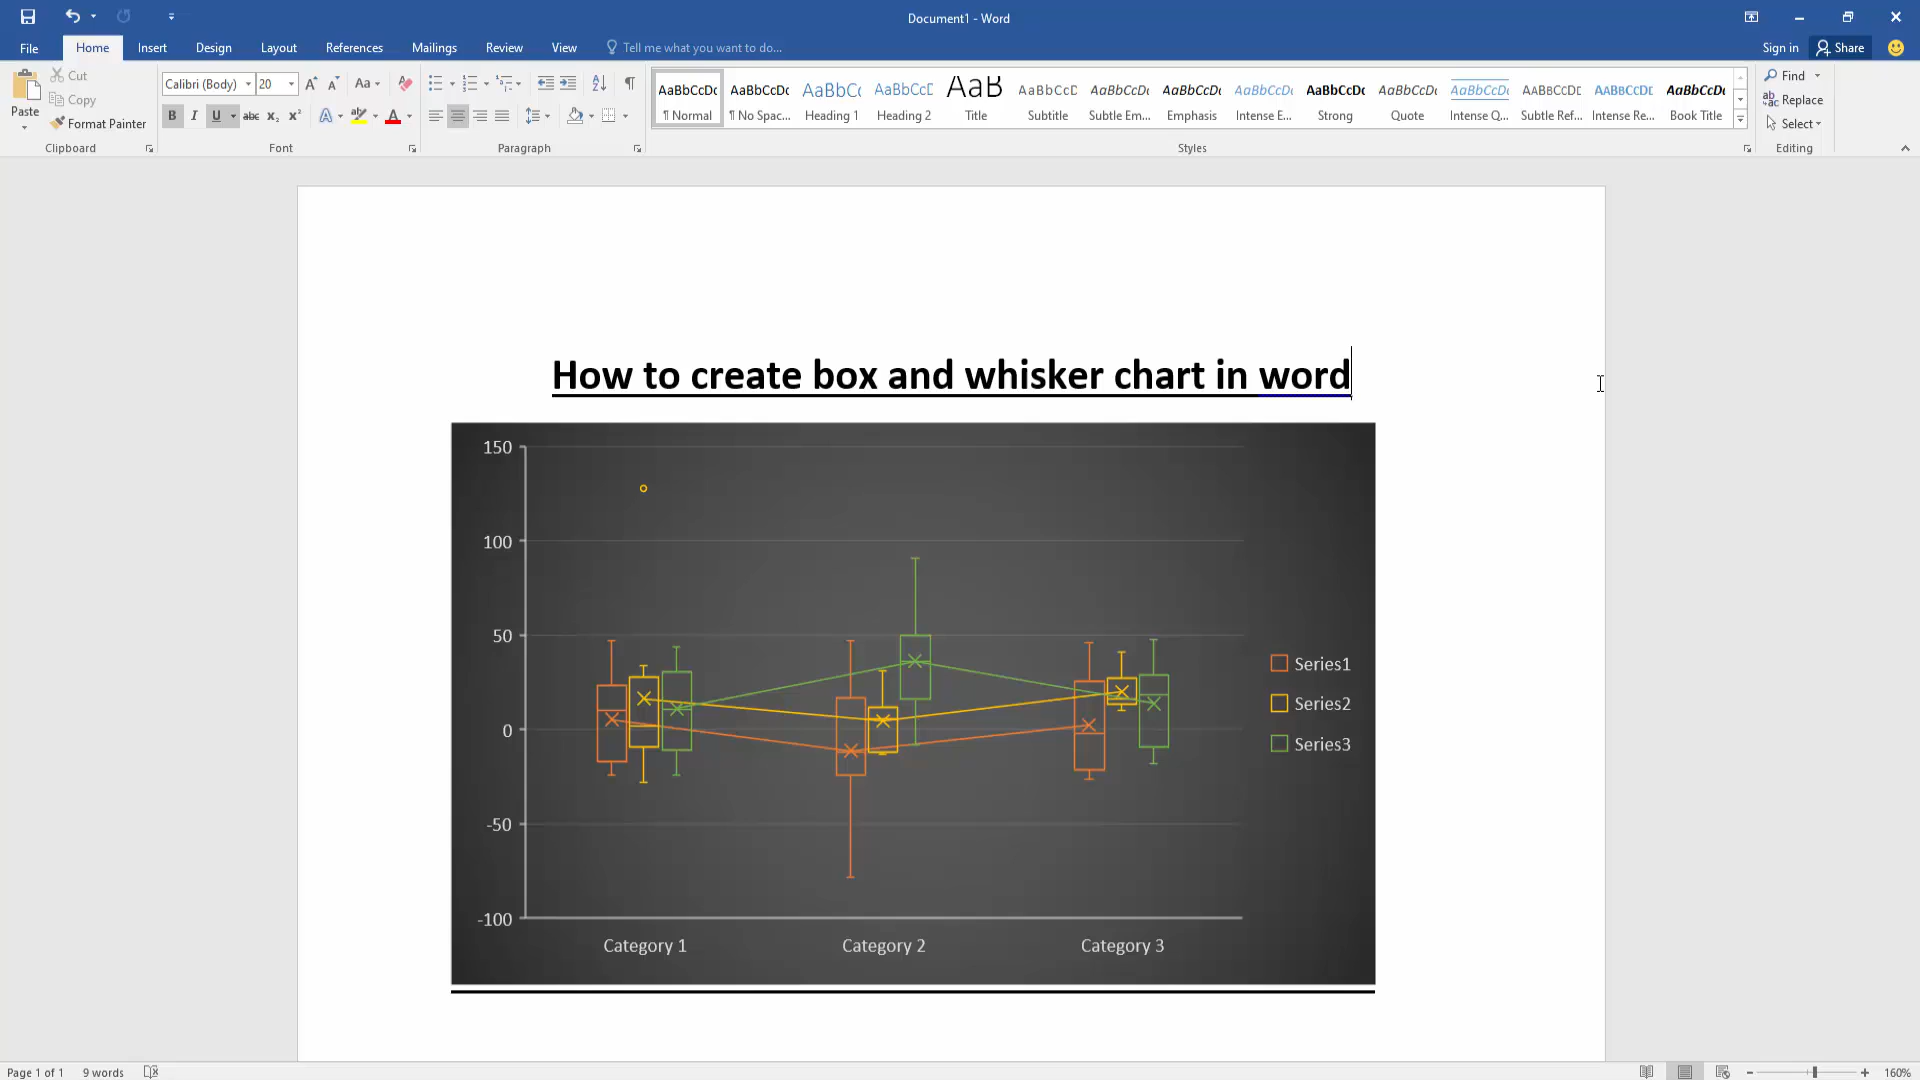 Document1 - Word
File Home Insert Design Layout References Mailings Review View Tell me what you want to do... Sign in Share
Cut
Copy
Format Painter
Paste
Clipboard
Calibri (Body) 20 Aa
B I U abc x₂ x² A A
Font
Paragraph
AaBbCcDc AaBbCcDc AaBbCc AaBbCcE AaB AaBbCcD AaBbCcDc AaBbCcDc AaBbCcDc AaBbCcDc AaBbCcDc AaBbCcDc AABBCCDE AABBCCDE AaBbCcDc
¶ Normal ¶ No Spac... Heading 1 Heading 2 Title Subtitle Subtle Em... Emphasis Intense E... Strong Quote Intense Q... Subtle Ref... Intense Re... Book Title
Styles
Find
Replace
Select
Editing
How to create box and whisker chart in word
150
100
50
0
-50
-100
Category 1 Category 2 Category 3
Series1
Series2
Series3
Page 1 of 1 9 words 160%